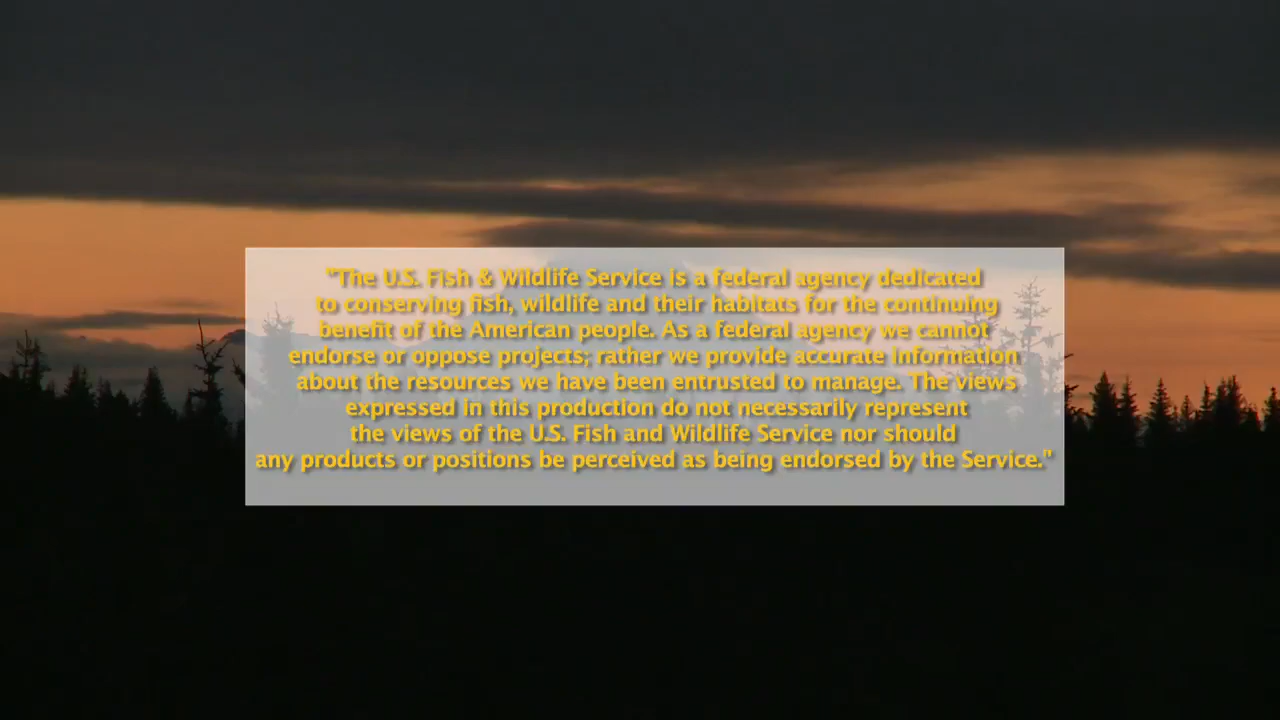 "The U.S. Fish & Wildlife Service is a federal agency dedicated
to conserving fish, wildlife and their habitats for the continuing
benefit of the American people. As a federal agency we cannot
endorse or oppose projects; rather we provide accurate information
about the resources we have been entrusted to manage. The views
expressed in this production do not necessarily represent
the views of the U.S. Fish and Wildlife Service nor should
any products or positions be perceived as being endorsed by the Service."